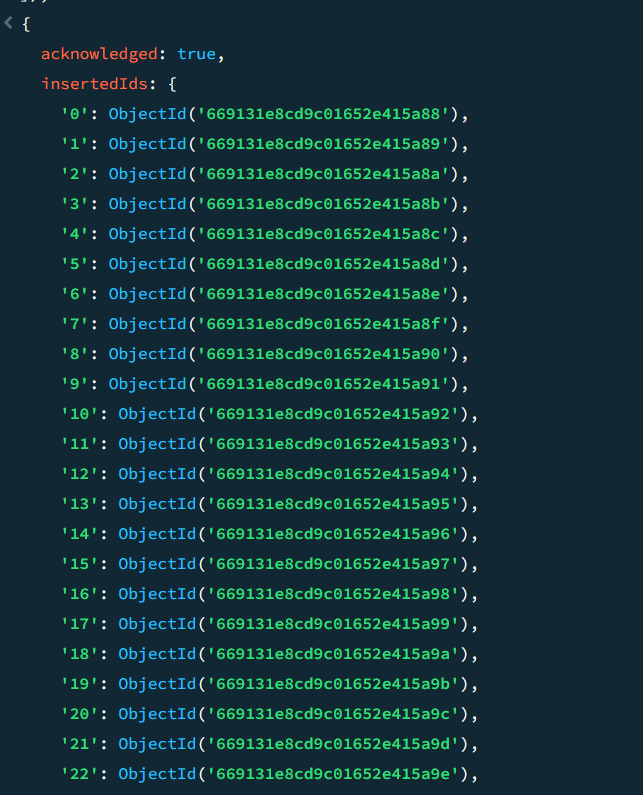 {
acknowledged: true,
insertedIds: {
'0': ObjectId('669131e8cd9c01652e415a88'),
'1': ObjectId('669131e8cd9c01652e415a89'),
'2': ObjectId('669131e8cd9c01652e415a8a'),
'3': ObjectId('669131e8cd9c01652e415a8b'),
'4': ObjectId('669131e8cd9c01652e415a8c'),
'5': ObjectId('669131e8cd9c01652e415a8d'),
'6': ObjectId('669131e8cd9c01652e415a8e'),
'7': ObjectId('669131e8cd9c01652e415a8f'),
'8': ObjectId('669131e8cd9c01652e415a90'),
'9': ObjectId('669131e8cd9c01652e415a91'),
'10': ObjectId('669131e8cd9c01652e415a92'),
'11': ObjectId('669131e8cd9c01652e415a93'),
'12': ObjectId('669131e8cd9c01652e415a94'),
'13': ObjectId('669131e8cd9c01652e415a95'),
'14': ObjectId('669131e8cd9c01652e415a96'),
'15': ObjectId('669131e8cd9c01652e415a97'),
'16': ObjectId('669131e8cd9c01652e415a98'),
'17': ObjectId('669131e8cd9c01652e415a99'),
'18': ObjectId('669131e8cd9c01652e415a9a'),
'19': ObjectId('669131e8cd9c01652e415a9b'),
'20': ObjectId('669131e8cd9c01652e415a9c'),
'21': ObjectId('669131e8cd9c01652e415a9d'),
'22': ObjectId('669131e8cd9c01652e415a9e'),